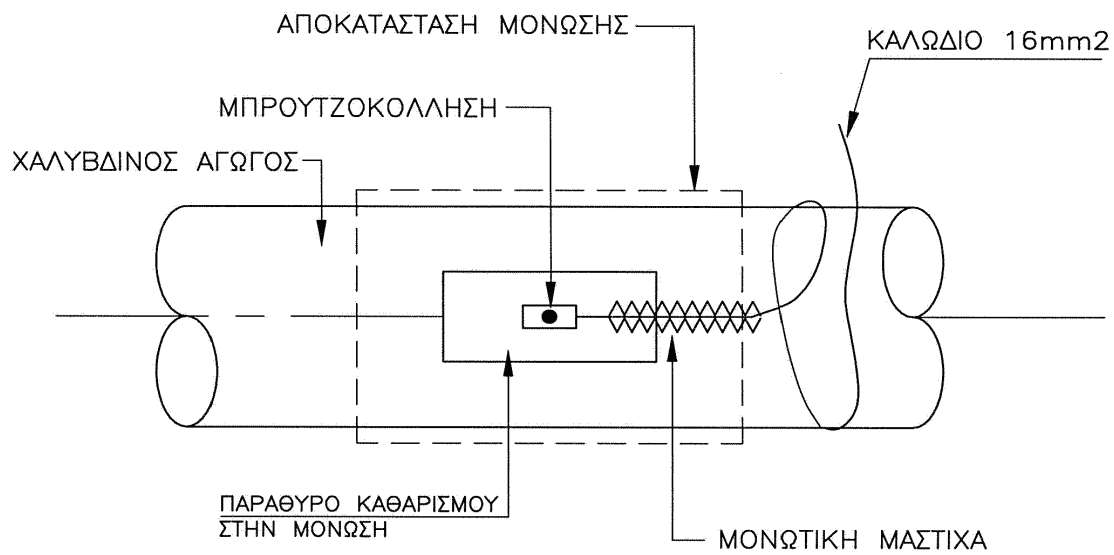 ΑΠΟΚΑΤΑΣΤΑΣΗ ΜΟΝΩΣΗΣ
ΚΑΛΩΔΙΟ 16mm2
ΜΠΡΟΥΤΖΟΚΟΛΛΗΣΗ
ΧΑΛΥΒΔΙΝΟΣ ΑΓΩΓΟΣ
ΠΑΡΑΘΥΡΟ ΚΑΘΑΡΙΣΜΟΥ
ΣΤΗΝ ΜΟΝΩΣΗ
ΜΟΝΩΤΙΚΗ ΜΑΣΤΙΧΑ